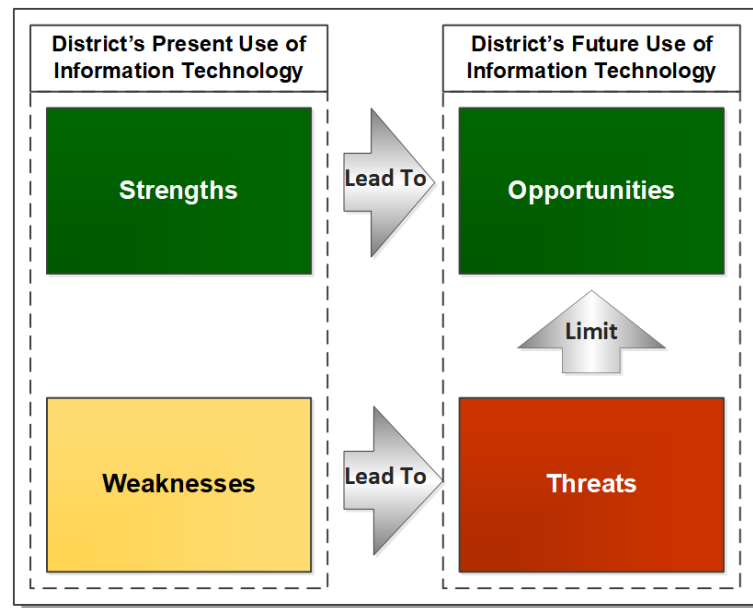 District's Present Use of
Information Technology
District's Future Use of
Information Technology
Strengths
Lead To
Opportunities
Limit
Weaknesses
Lead To
Threats